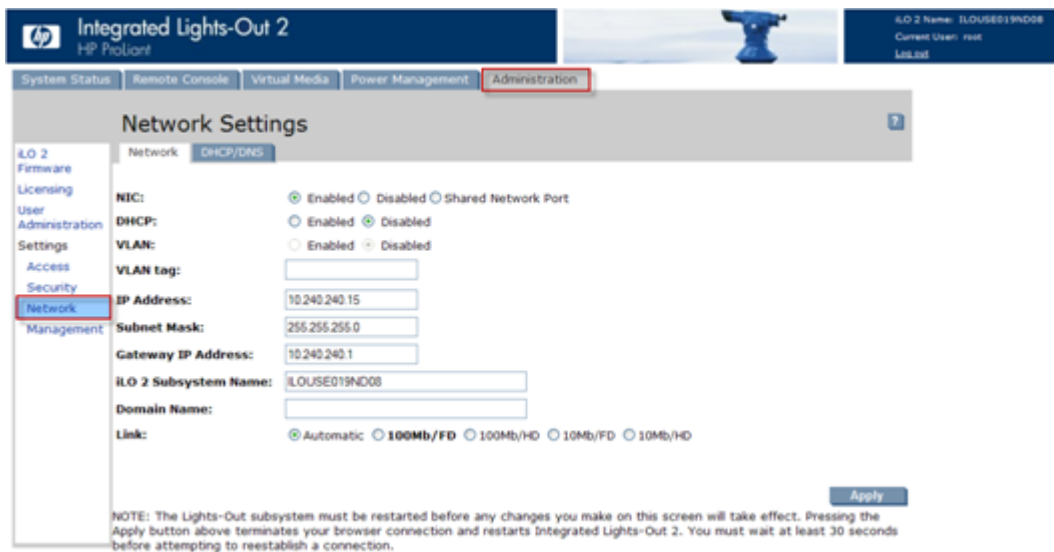 hp
Integrated Lights-Out 2
HP ProLiant
iLO 2 Name: ILOUSE019ND08
Current User: root
Log out
System Status Remote Console Virtual Media Power Management Administration
Network Settings
?
Network DHCP/DNS
iLO 2
Firmware
Licensing
User
Administration
Settings
Access
Security
Network
Management
NIC: Enabled Disabled Shared Network Port
DHCP: Enabled Disabled
VLAN: Enabled Disabled
VLAN tag:
IP Address: 10.240.240.15
Subnet Mask: 255.255.255.0
Gateway IP Address: 10.240.240.1
iLO 2 Subsystem Name: ILOUSE019ND08
Domain Name:
Link: Automatic 100Mb/FD 100Mb/HD 10Mb/FD 10Mb/HD
Apply
NOTE: The Lights-Out subsystem must be restarted before any changes you make on this screen will take effect. Pressing the
Apply button above terminates your browser connection and restarts Integrated Lights-Out 2. You must wait at least 30 seconds
before attempting to reestablish a connection.